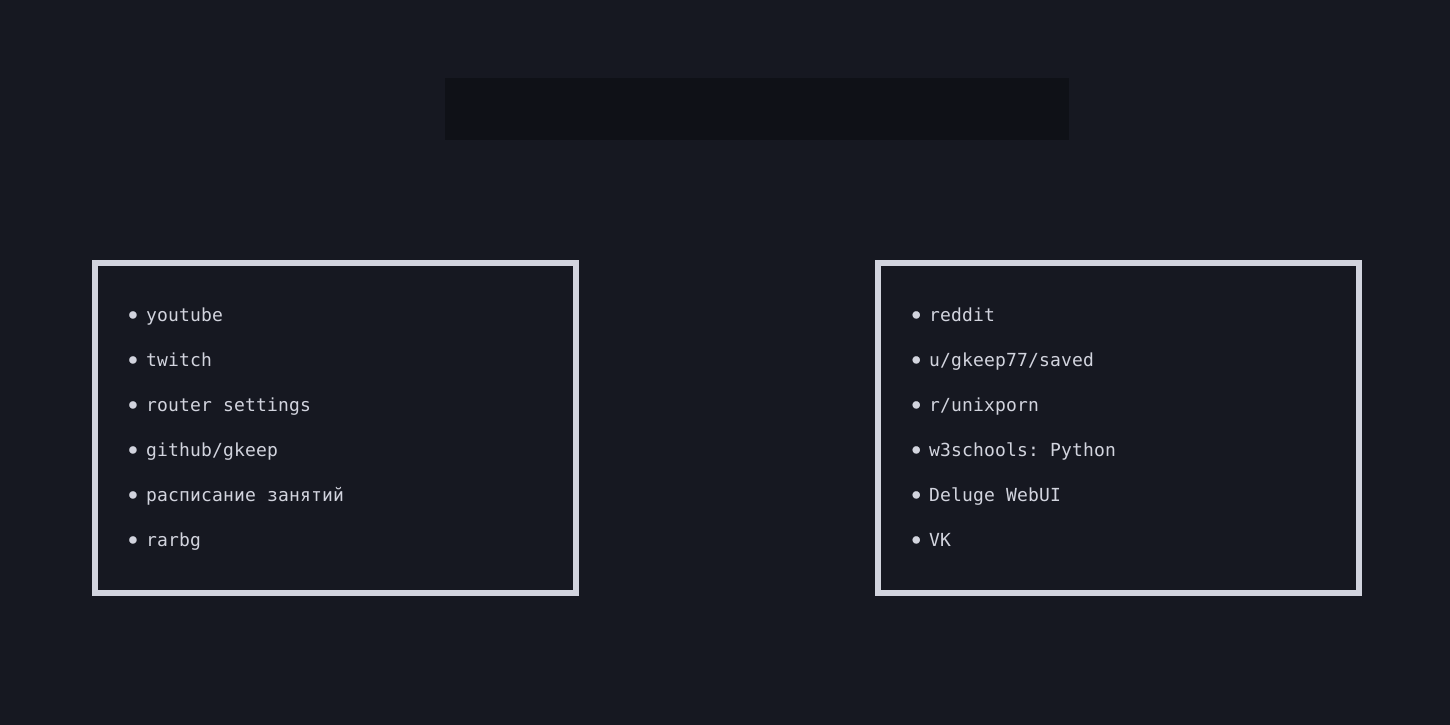 youtube
twitch
router settings
github/gkeep
расписание занятий
rarbg
reddit
u/gkeep77/saved
r/unixporn
w3schools: Python
Deluge WebUI
VK